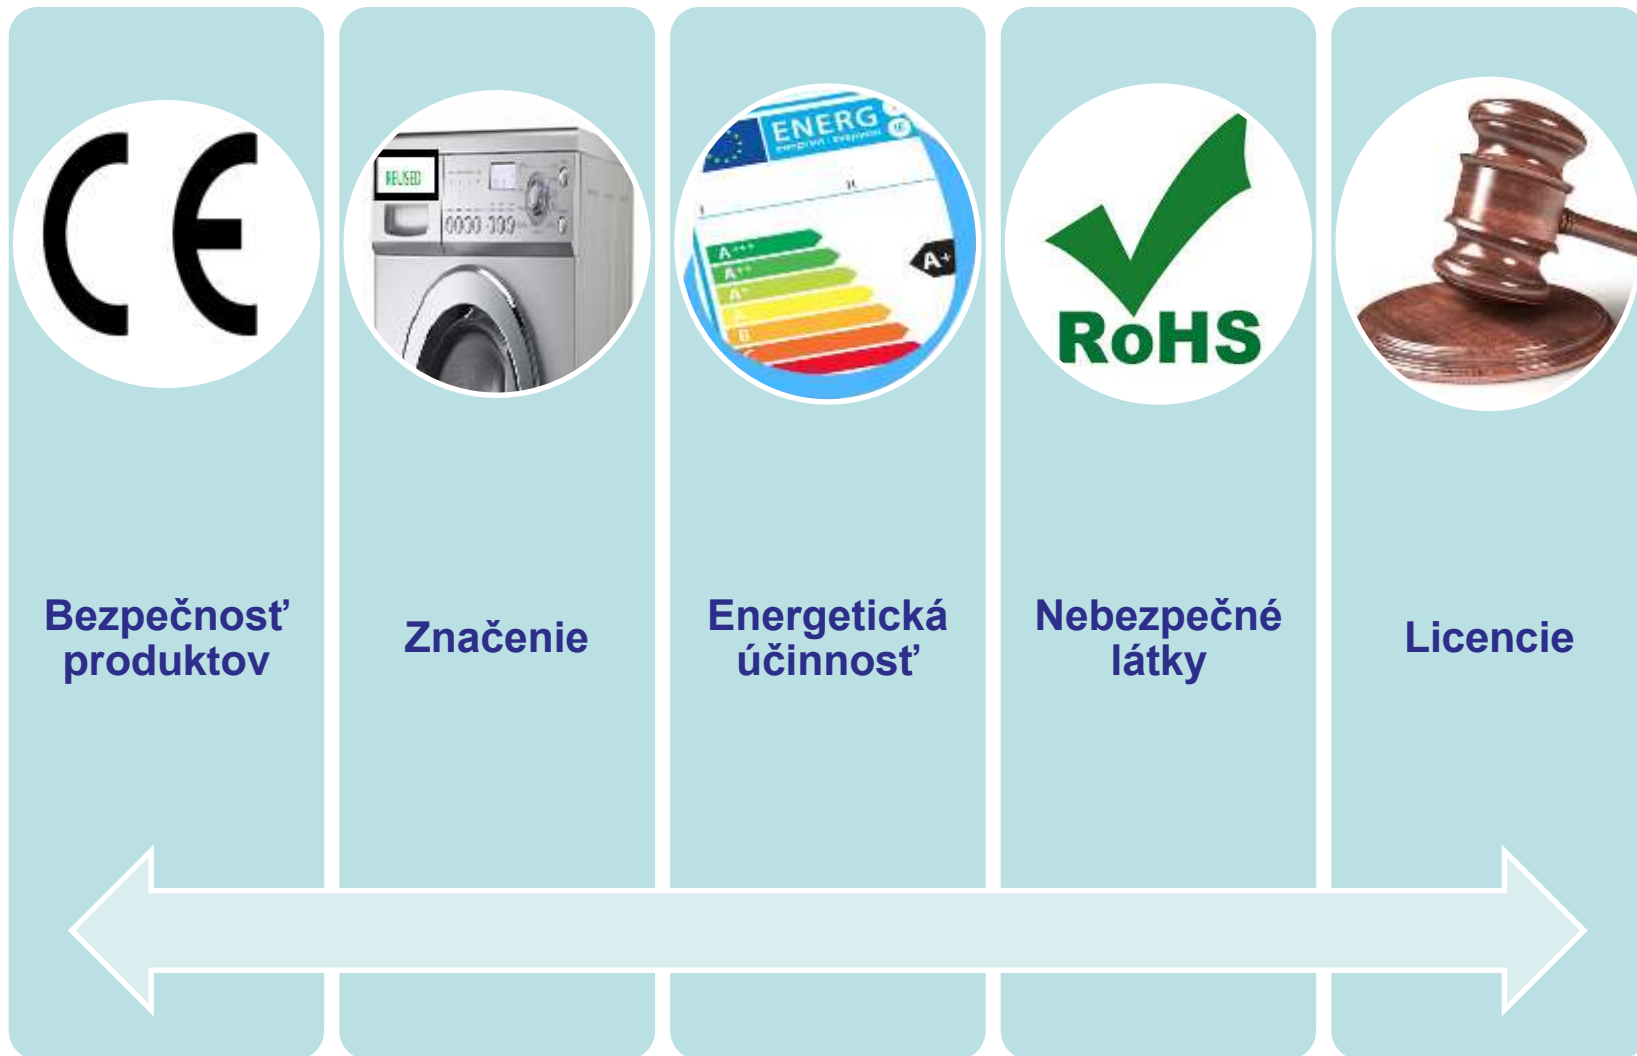 CE
REUSED
ENERG
A+++
A++
A+
A
B
A+
RoHS
Bezpečnosť
produktov
Značenie
Energetická
účinnosť
Nebezpečné
látky
Licencie